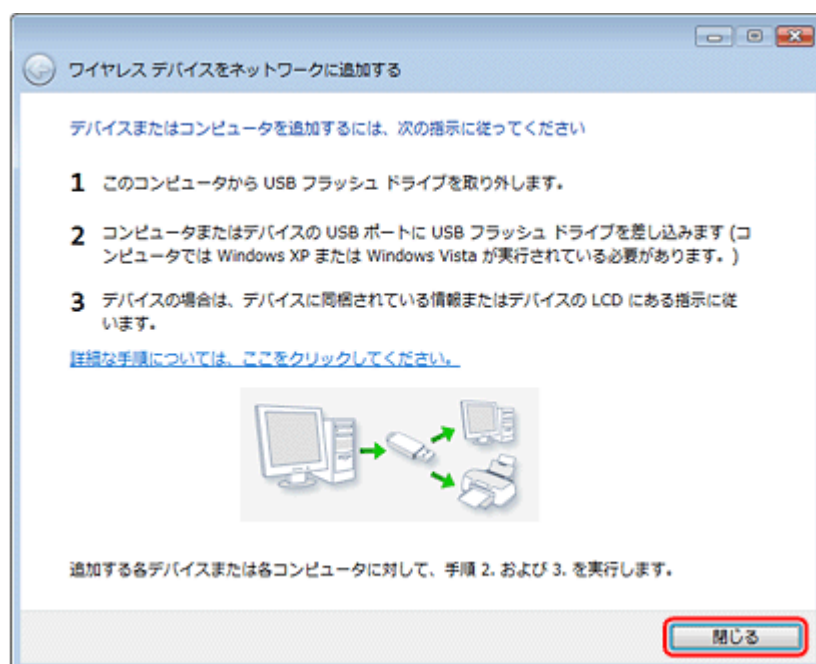 ワイヤレス デバイスをネットワークに追加する
デバイスまたはコンピュータを追加するには、次の指示に従ってください
1 このコンピュータから USB フラッシュ ドライブを取り外します。
2 コンピュータまたはデバイスの USB ポートに USB フラッシュ ドライブを差し込みます (コ
ンピュータでは Windows XP または Windows Vista が実行されている必要があります。)
3 デバイスの場合は、デバイスに同梱されている情報またはデバイスの LCD にある指示に従
います。
詳細な手順については、ここをクリックしてください。
追加する各デバイスまたは各コンピュータに対して、手順 2. および 3. を実行します。
閉じる